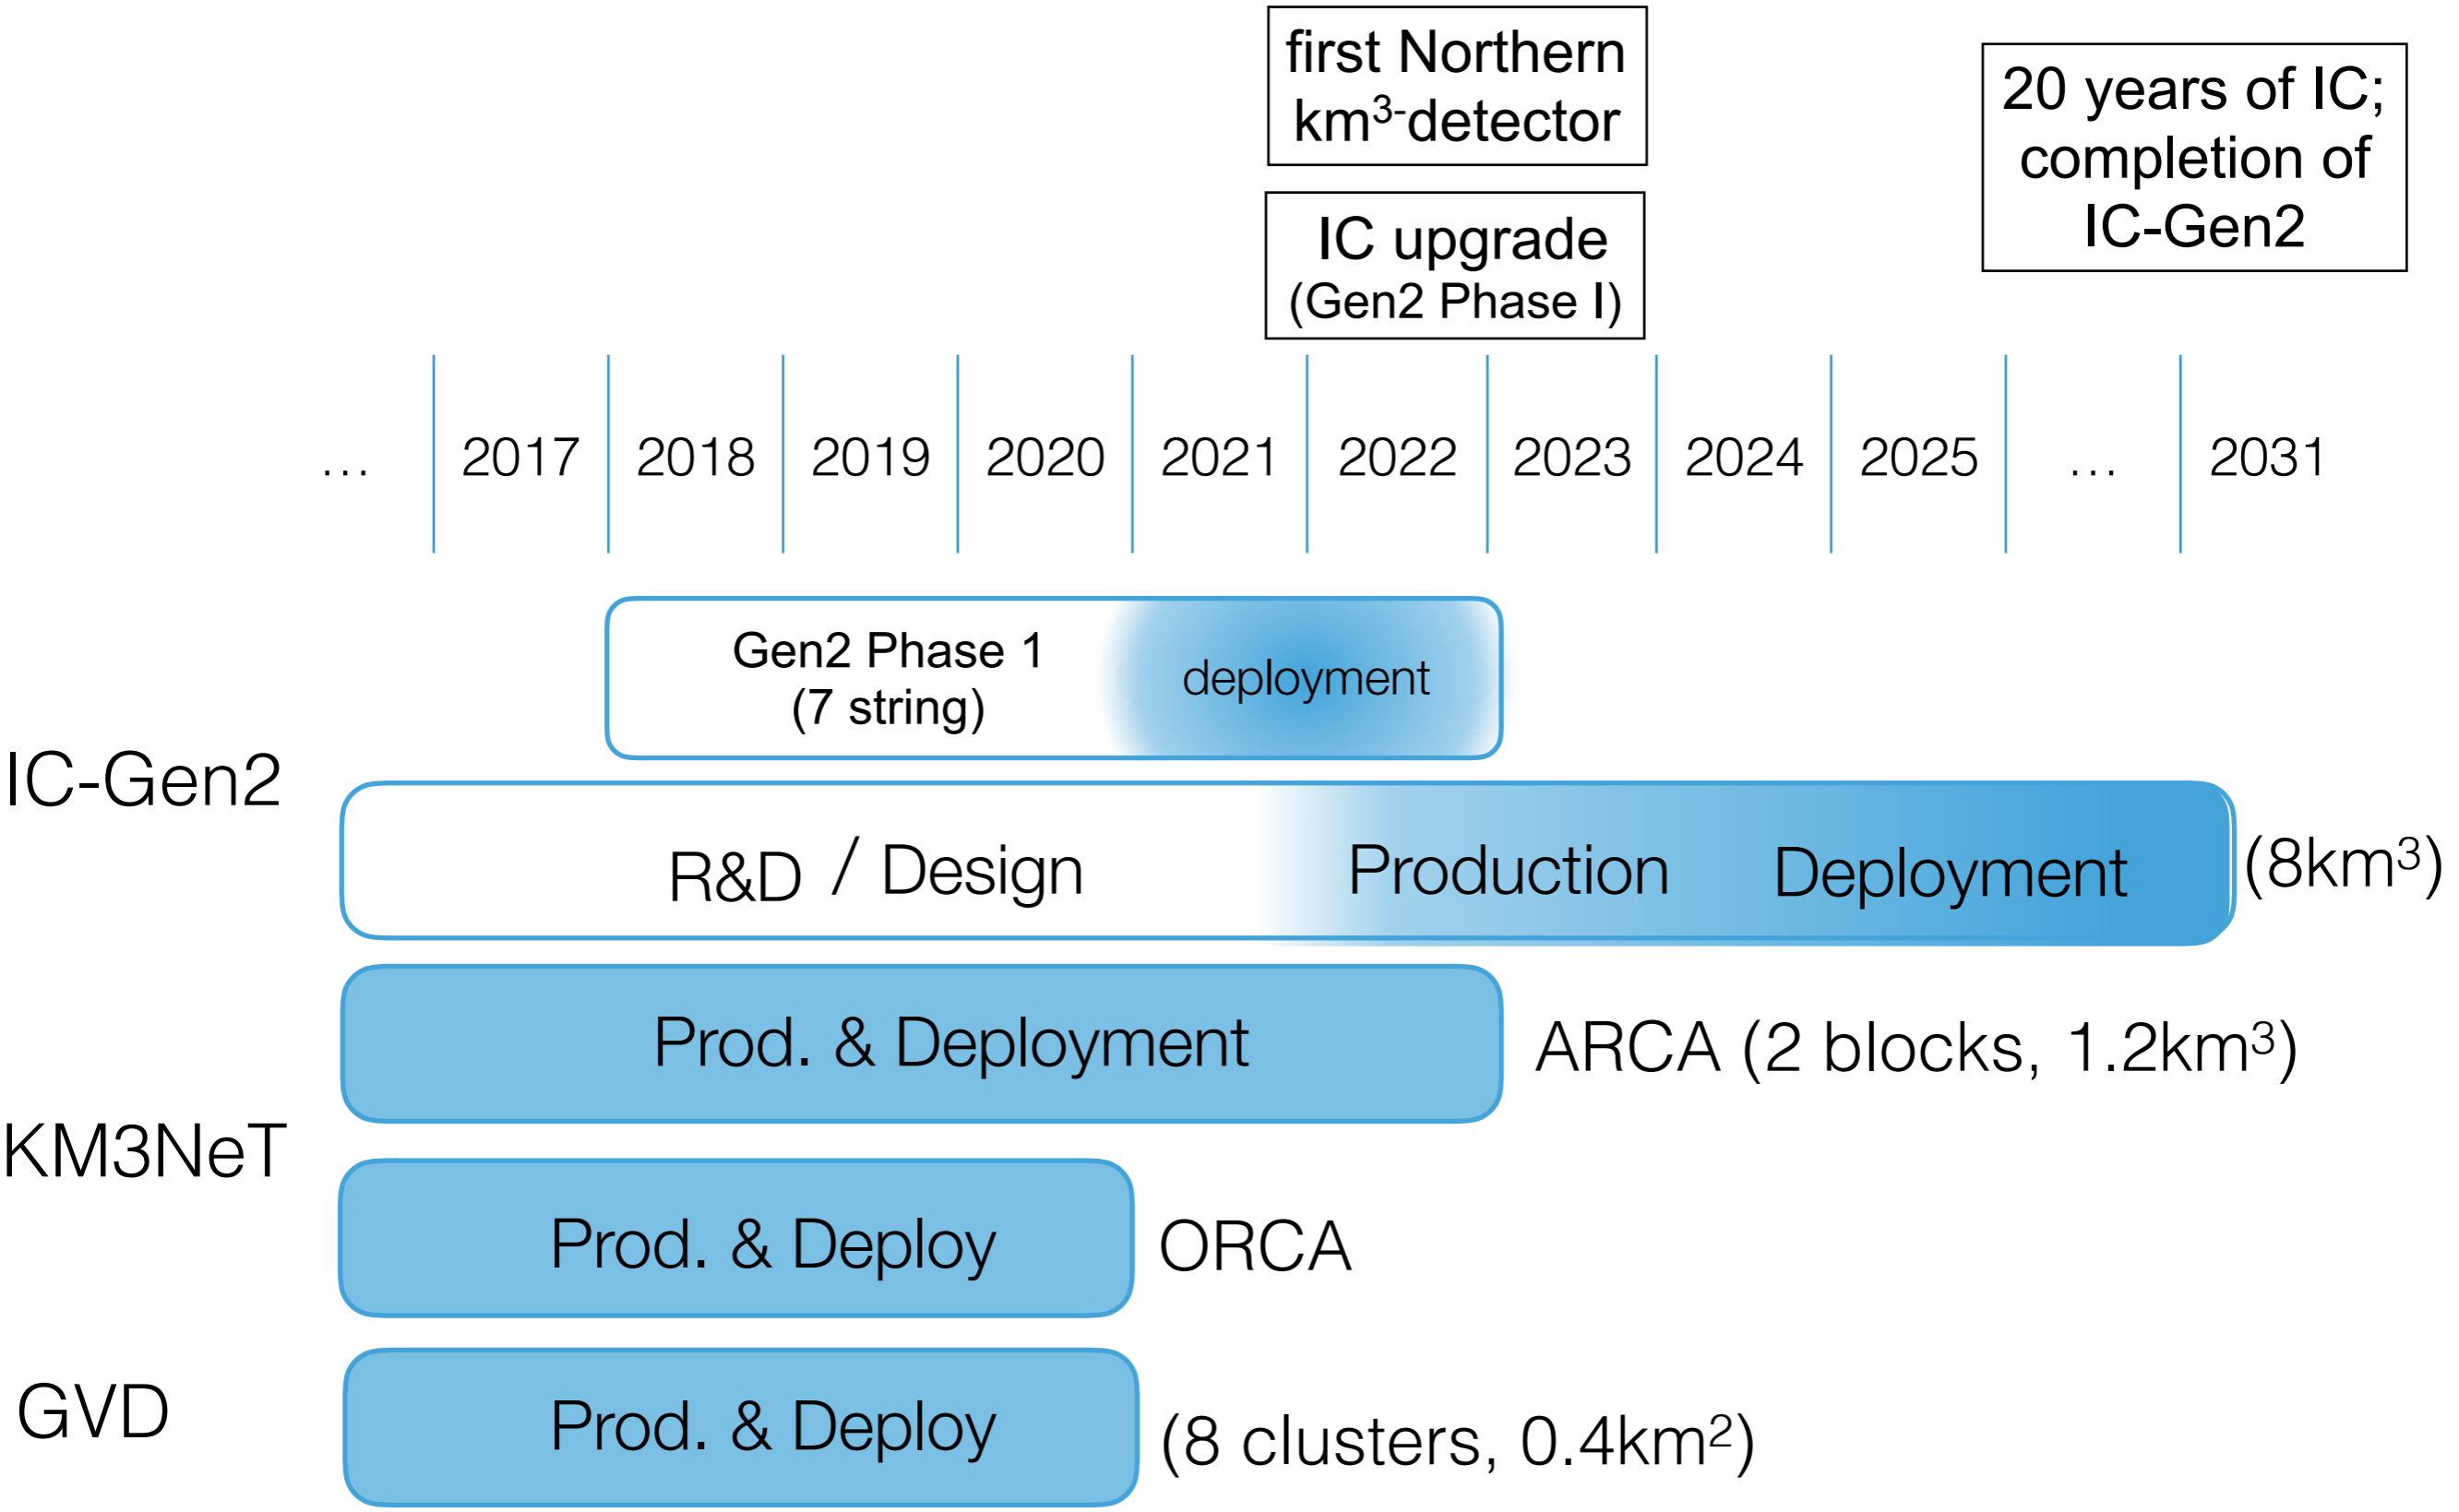 first Northern
km³⁻detector
20 years of IC;
completion of
IC-Gen2
IC upgrade
(Gen2 Phase I)
... 2017 2018 2019 2020 2021 2022 2023 2024 2025 ... 2031
Gen2 Phase 1
(7 string)
deployment
IC-Gen2
R&D / Design Production Deployment (8km³)
Prod. & Deployment ARCA (2 blocks, 1.2km³)
KM3NeT
Prod. & Deploy ORCA
GVD
Prod. & Deploy (8 clusters, 0.4km²)